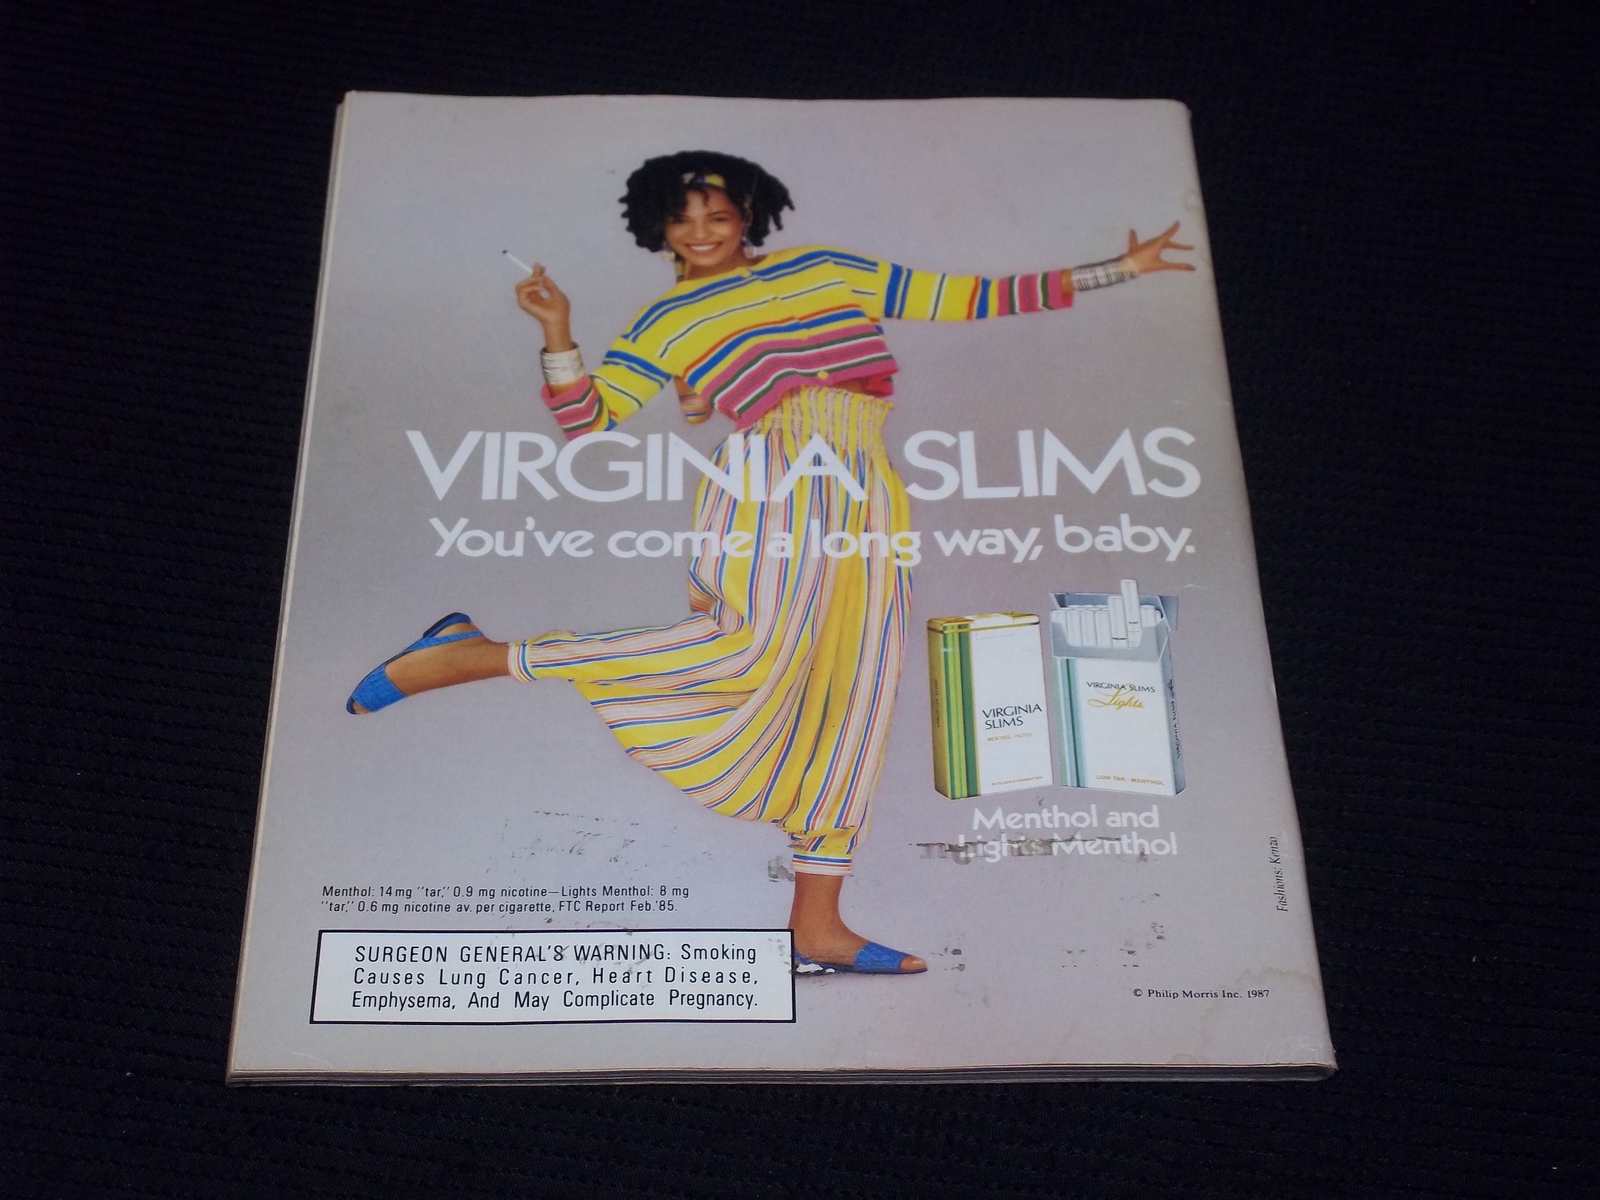 VIRGINIA SLIMS
You've come a long way, baby.
VIRGINIA
SLIMS
MENTHOL · FILTER
VIRGINIA SLIMS
Lights
LOW TAR · MENTHOL
Menthol and
Lights Menthol
Fashions: Kenzo
Menthol: 14 mg ''tar,'' 0.9 mg nicotine—Lights Menthol: 8 mg
''tar,'' 0.6 mg nicotine av. per cigarette, FTC Report Feb.'85.
SURGEON GENERAL'S WARNING: Smoking
Causes Lung Cancer, Heart Disease,
Emphysema, And May Complicate Pregnancy.
© Philip Morris Inc. 1987